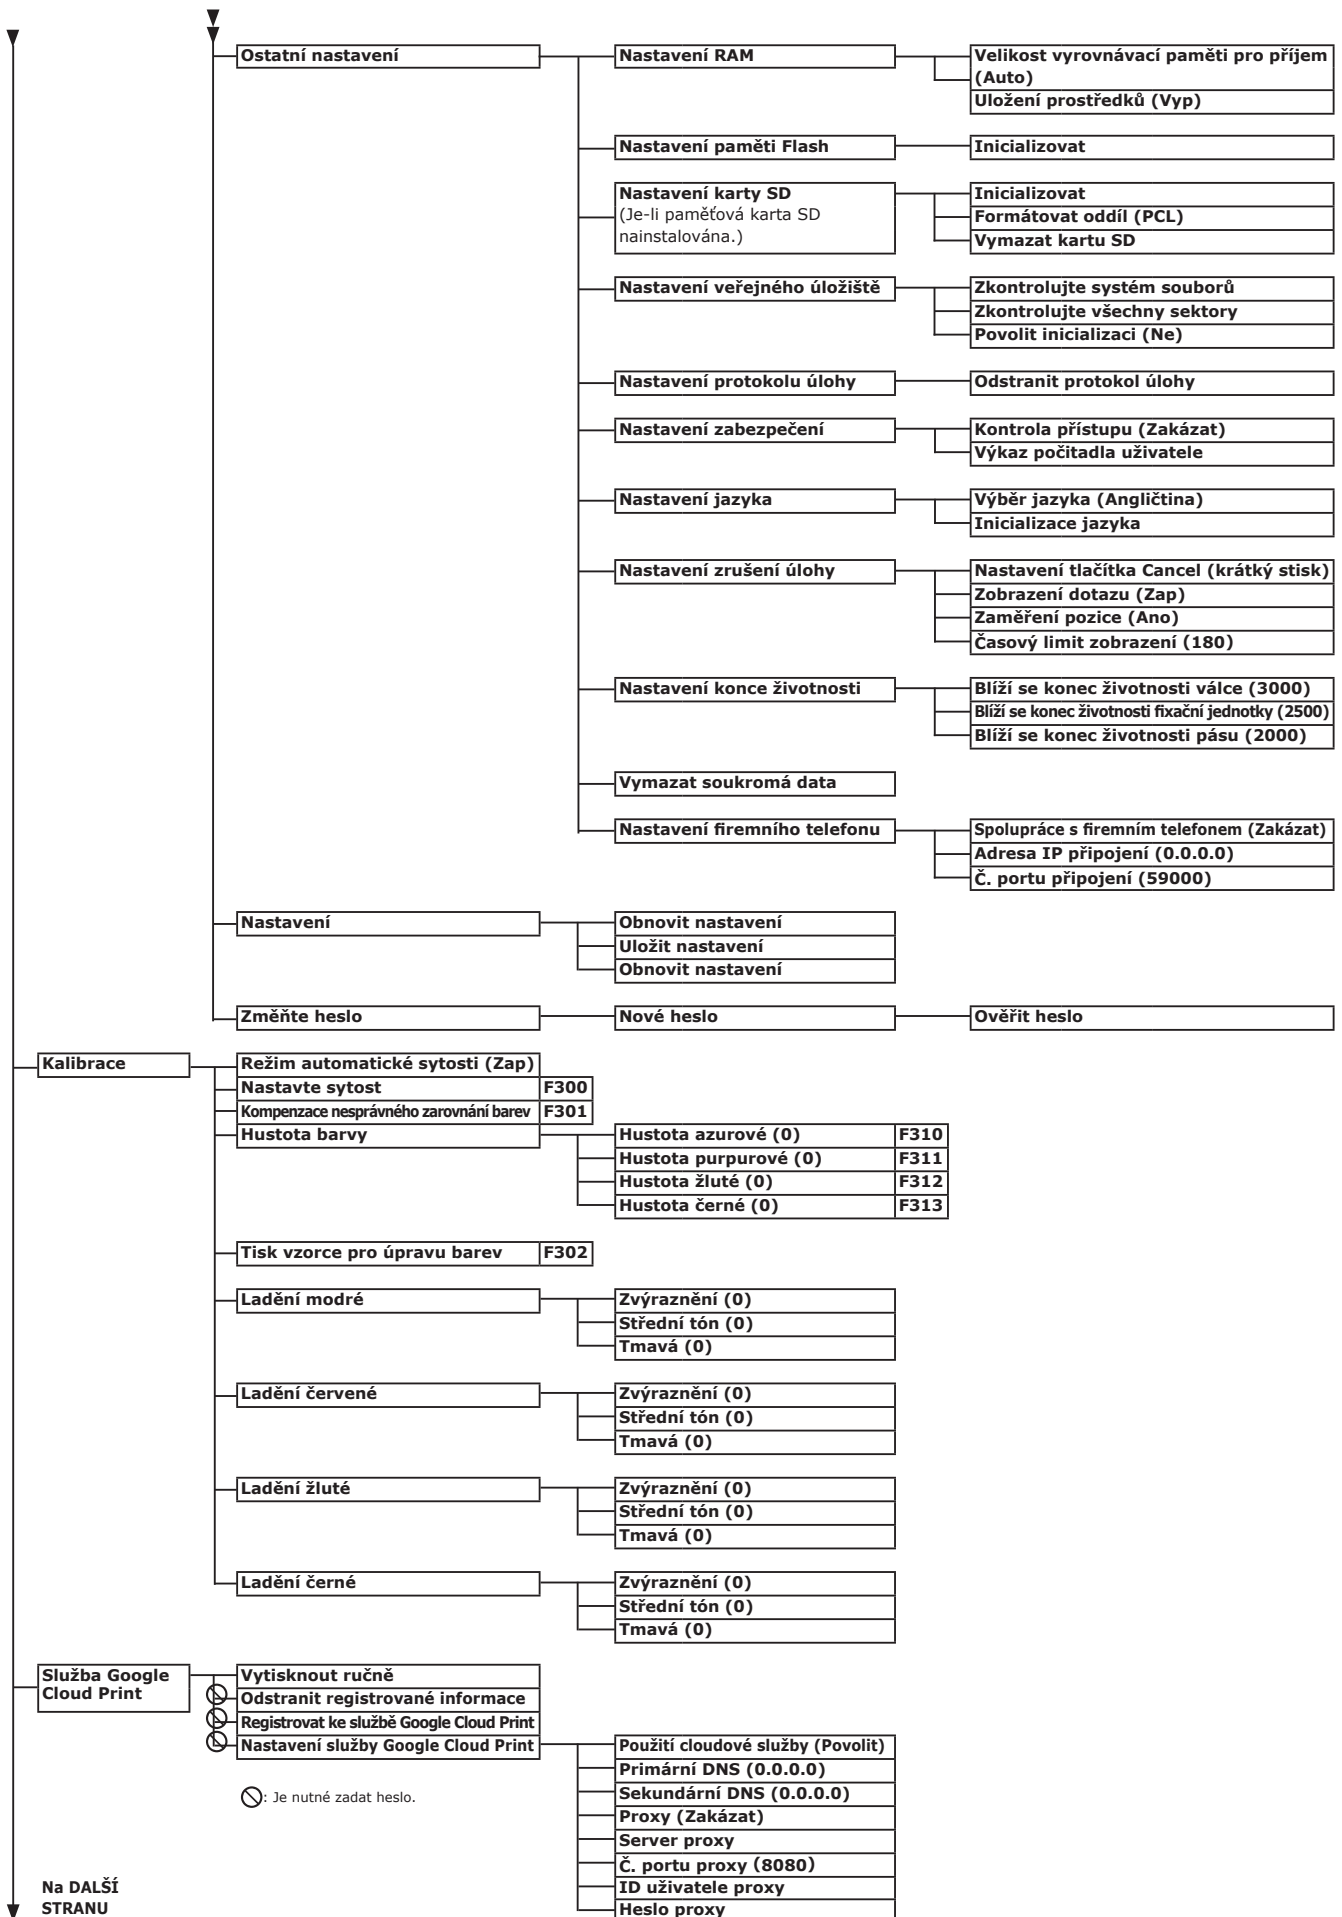 Ostatní nastavení
Nastavení RAM
Velikost vyrovnávací paměti pro příjem
(Auto)
Uložení prostředků (Vyp)
Nastavení paměti Flash
Inicializovat
Nastavení karty SD
(Je-li paměťová karta SD
nainstalována.)
Inicializovat
Formátovat oddíl (PCL)
Vymazat kartu SD
Nastavení veřejného úložiště
Zkontrolujte systém souborů
Zkontrolujte všechny sektory
Povolit inicializaci (Ne)
Nastavení protokolu úlohy
Odstranit protokol úlohy
Nastavení zabezpečení
Kontrola přístupu (Zakázat)
Výkaz počitadla uživatele
Nastavení jazyka
Výběr jazyka (Angličtina)
Inicializace jazyka
Nastavení zrušení úlohy
Nastavení tlačítka Cancel (krátký stisk)
Zobrazení dotazu (Zap)
Zaměření pozice (Ano)
Časový limit zobrazení (180)
Nastavení konce životnosti
Blíží se konec životnosti válce (3000)
Blíží se konec životnosti fixační jednotky (2500)
Blíží se konec životnosti pásu (2000)
Vymazat soukromá data
Nastavení firemního telefonu
Spolupráce s firemním telefonem (Zakázat)
Adresa IP připojení (0.0.0.0)
Č. portu připojení (59000)
Nastavení
Obnovit nastavení
Uložit nastavení
Obnovit nastavení
Změňte heslo
Nové heslo
Ověřit heslo
Kalibrace
Režim automatické sytosti (Zap)
Nastavte sytost F300
Kompenzace nesprávného zarovnání barev F301
Hustota barvy
Hustota azurové (0) F310
Hustota purpurové (0) F311
Hustota žluté (0) F312
Hustota černé (0) F313
Tisk vzorce pro úpravu barev F302
Ladění modré
Zvýraznění (0)
Střední tón (0)
Tmavá (0)
Ladění červené
Zvýraznění (0)
Střední tón (0)
Tmavá (0)
Ladění žluté
Zvýraznění (0)
Střední tón (0)
Tmavá (0)
Ladění černé
Zvýraznění (0)
Střední tón (0)
Tmavá (0)
Služba Google
Cloud Print
Vytisknout ručně
Odstranit registrované informace
Registrovat ke službě Google Cloud Print
Nastavení služby Google Cloud Print
Použití cloudové služby (Povolit)
Primární DNS (0.0.0.0)
Sekundární DNS (0.0.0.0)
Proxy (Zakázat)
Server proxy
Č. portu proxy (8080)
ID uživatele proxy
Heslo proxy
: Je nutné zadat heslo.
Na DALŠÍ
STRANU